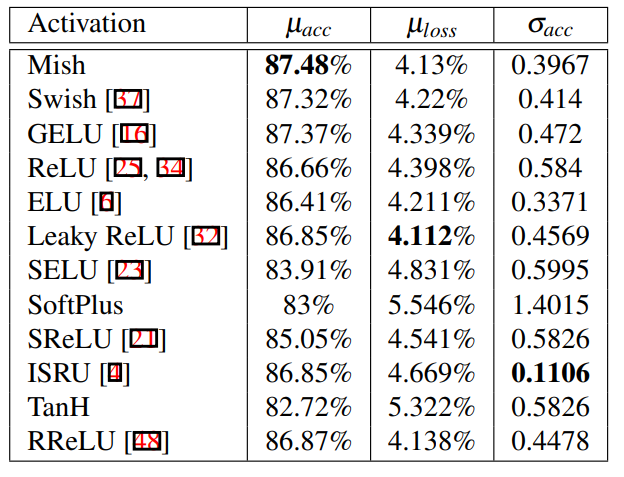 Activation μacc μloss σacc
Mish 87.48% 4.13% 0.3967
Swish [37] 87.32% 4.22% 0.414
GELU [16] 87.37% 4.339% 0.472
ReLU [25, 34] 86.66% 4.398% 0.584
ELU [6] 86.41% 4.211% 0.3371
Leaky ReLU [32] 86.85% 4.112% 0.4569
SELU [23] 83.91% 4.831% 0.5995
SoftPlus 83% 5.546% 1.4015
SReLU [21] 85.05% 4.541% 0.5826
ISRU [4] 86.85% 4.669% 0.1106
TanH 82.72% 5.322% 0.5826
RReLU [48] 86.87% 4.138% 0.4478